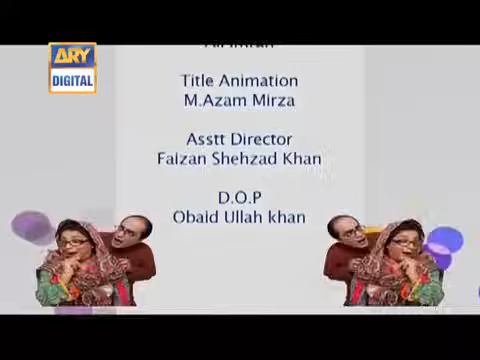 ARY
DIGITAL
Title Animation
M.Azam Mirza
Asstt Director
Faizan Shehzad Khan
D.O.P
Obaid Ullah khan